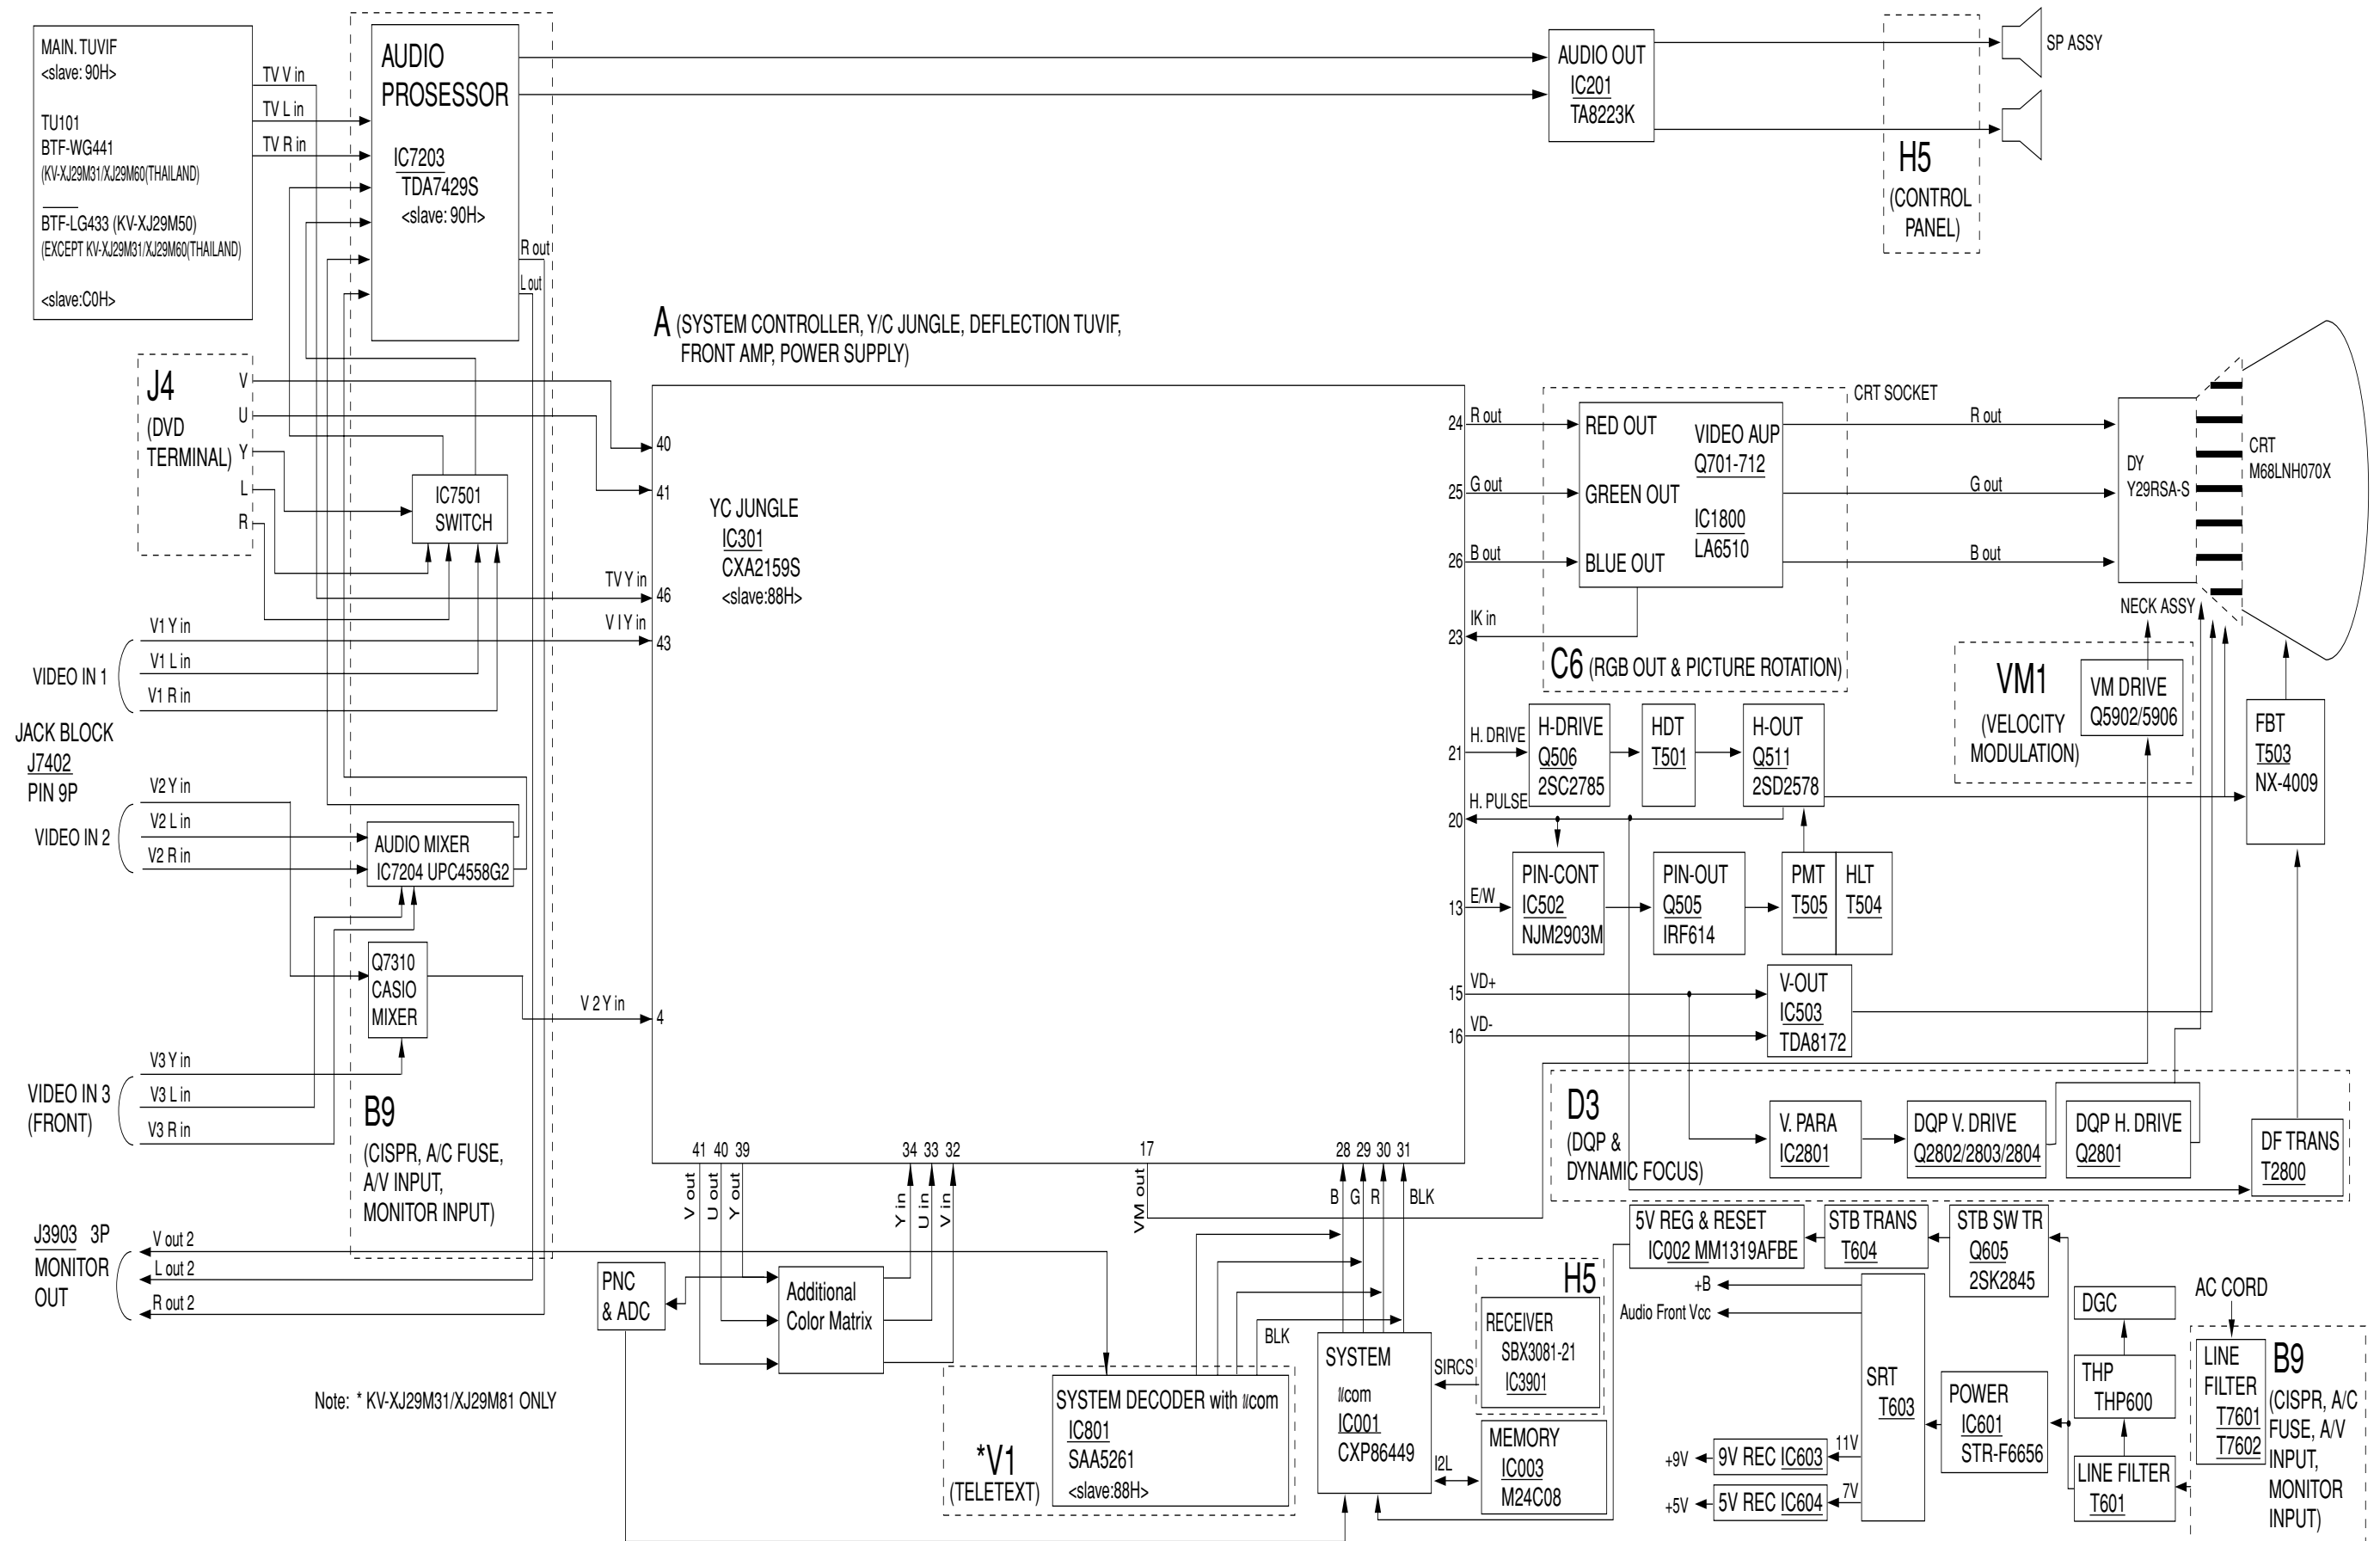 MAIN. TUVIF
<slave: 90H>
TU101
BTF-WG441
(KV-XJ29M31/XJ29M60(THAILAND)
BTF-LG433 (KV-XJ29M50)
(EXCEPT KV-XJ29M31/XJ29M60(THAILAND)
<slave:C0H>
TV V in
TV L in
TV R in
AUDIO
PROSESSOR
IC7203
TDA7429S
<slave: 90H>
R out
L out
AUDIO OUT
IC201
TA8223K
H5
(CONTROL
PANEL)
SP ASSY
A (SYSTEM CONTROLLER, Y/C JUNGLE, DEFLECTION TUVIF,
FRONT AMP, POWER SUPPLY)
J4
(DVD
TERMINAL)
V
U
Y
L
R
IC7501
SWITCH
40
41
TV Y in
46
V I Y in
43
YC JUNGLE
IC301
CXA2159S
<slave:88H>
24
R out
25
G out
26
B out
23
IK in
RED OUT
GREEN OUT
BLUE OUT
VIDEO AUP
Q701-712
IC1800
LA6510
CRT SOCKET
R out
G out
B out
C6 (RGB OUT & PICTURE ROTATION)
DY
Y29RSA-S
CRT
M68LNH070X
NECK ASSY
VM1
(VELOCITY
MODULATION)
VM DRIVE
Q5902/5906
FBT
T503
NX-4009
VIDEO IN 1
V1 Y in
V1 L in
V1 R in
JACK BLOCK
J7402
PIN 9P
VIDEO IN 2
V2 Y in
V2 L in
V2 R in
AUDIO MIXER
IC7204 UPC4558G2
Q7310
CASIO
MIXER
V 2 Y in
4
VIDEO IN 3
(FRONT)
V3 Y in
V3 L in
V3 R in
B9
(CISPR, A/C FUSE,
A/V INPUT,
MONITOR INPUT)
21
H. DRIVE
H-DRIVE
Q506
2SC2785
HDT
T501
H-OUT
Q511
2SD2578
20
H. PULSE
13
E/W
PIN-CONT
IC502
NJM2903M
PIN-OUT
Q505
IRF614
PMT
T505
HLT
T504
15
VD+
16
VD-
V-OUT
IC503
TDA8172
D3
(DQP &
DYNAMIC FOCUS)
V. PARA
IC2801
DQP V. DRIVE
Q2802/2803/2804
DQP H. DRIVE
Q2801
DF TRANS
T2800
41 40 39
34 33 32
17
28 29 30 31
V out
U out
Y out
Y in
U in
V in
VM out
B
G
R
BLK
J3903 3P
MONITOR
OUT
V out 2
L out 2
R out 2
PNC
& ADC
Additional
Color Matrix
BLK
Note: * KV-XJ29M31/XJ29M81 ONLY
*V1
(TELETEXT)
SYSTEM DECODER with µcom
IC801
SAA5261
<slave:88H>
SYSTEM
µcom
IC001
CXP86449
SIRCS
I2L
H5
RECEIVER
SBX3081-21
IC3901
MEMORY
IC003
M24C08
5V REG & RESET
IC002 MM1319AFBE
STB TRANS
T604
STB SW TR
Q605
2SK2845
+B
Audio Front Vcc
SRT
T603
11V
9V REC IC603
+9V
7V
5V REC IC604
+5V
POWER
IC601
STR-F6656
DGC
THP
THP600
LINE FILTER
T601
AC CORD
LINE
FILTER
T7601
T7602
B9
(CISPR, A/C
FUSE, A/V
INPUT,
MONITOR
INPUT)